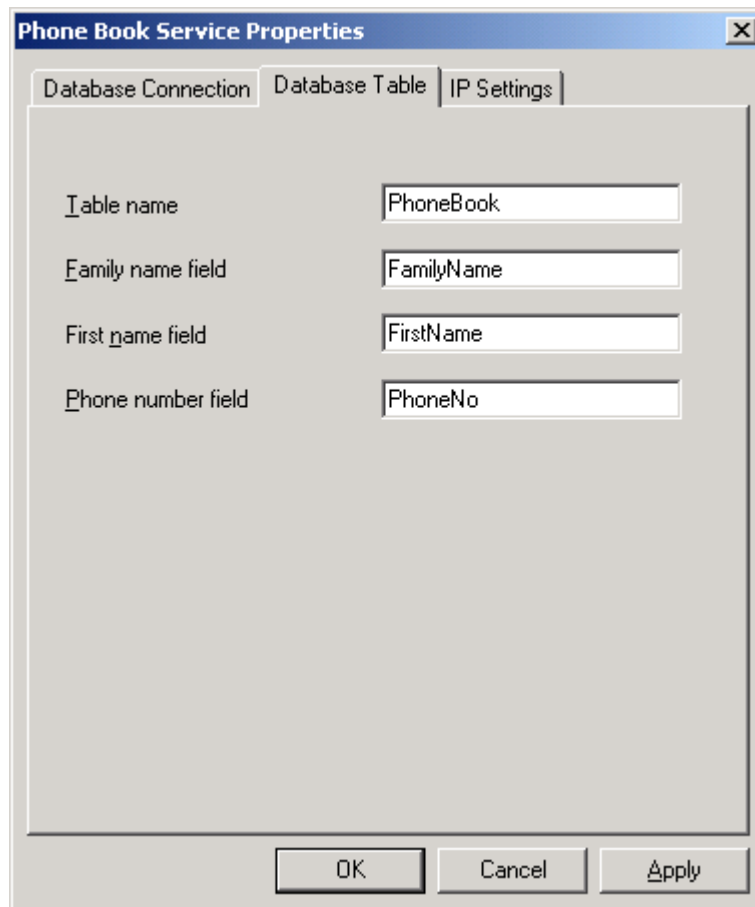 Phone Book Service Properties
Database Connection Database Table IP Settings
Table name PhoneBook
Family name field FamilyName
First name field FirstName
Phone number field PhoneNo
OK Cancel Apply